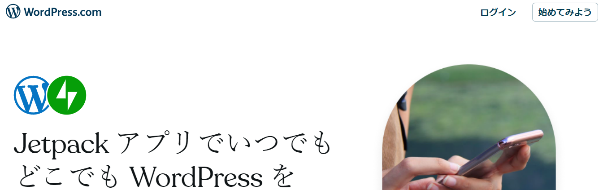 WordPress.com
ログイン
始めてみよう
Jetpack アプリでいつでも
どこでも WordPress を